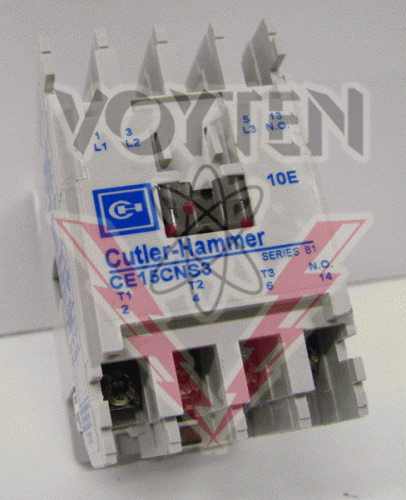 VOYTEN
1 3 5 13
L1 L2 L3 N.O.
10E
Cutler-Hammer
CE15CNS3 SERIES B1
T1 T2 T3 N.O.
2 4 6 14